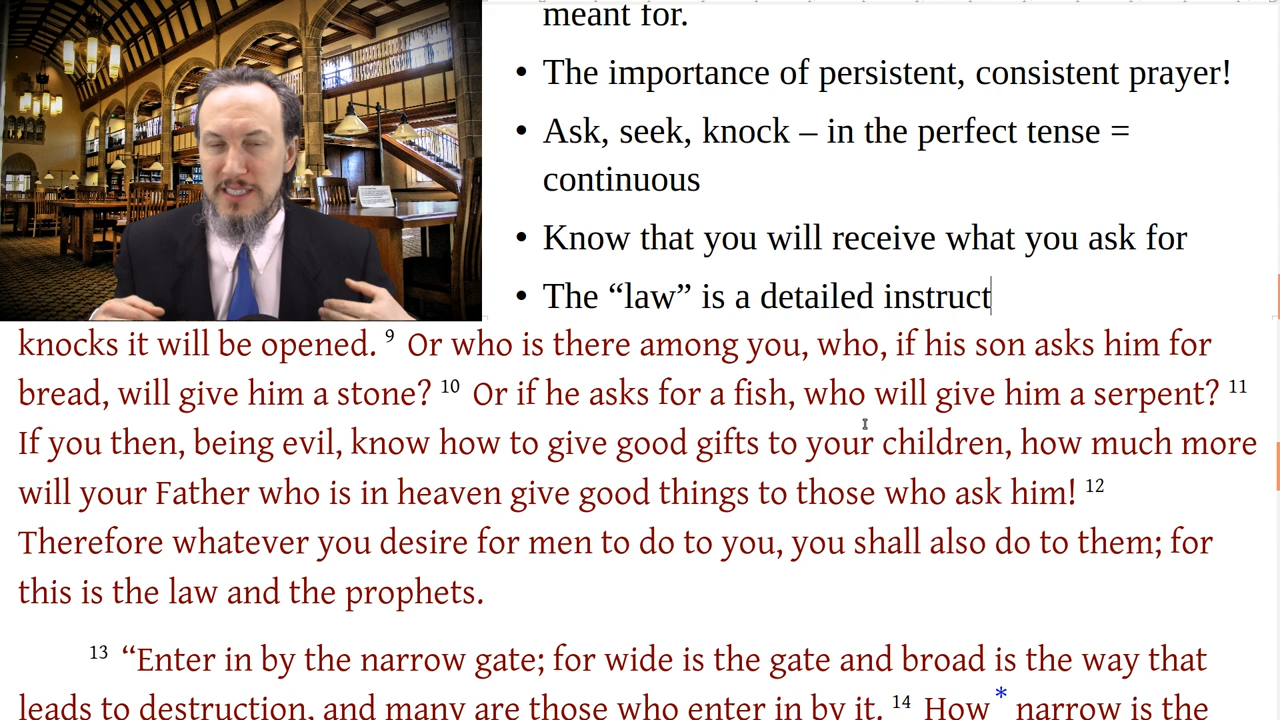 meant for.
• The importance of persistent, consistent prayer!
• Ask, seek, knock – in the perfect tense =
continuous
• Know that you will receive what you ask for
• The “law” is a detailed instruct
knocks it will be opened. 9 Or who is there among you, who, if his son asks him for
bread, will give him a stone? 10 Or if he asks for a fish, who will give him a serpent? 11
If you then, being evil, know how to give good gifts to your children, how much more
will your Father who is in heaven give good things to those who ask him! 12
Therefore whatever you desire for men to do to you, you shall also do to them; for
this is the law and the prophets.
13 “Enter in by the narrow gate; for wide is the gate and broad is the way that
leads to destruction, and many are those who enter in by it. 14 How* narrow is the